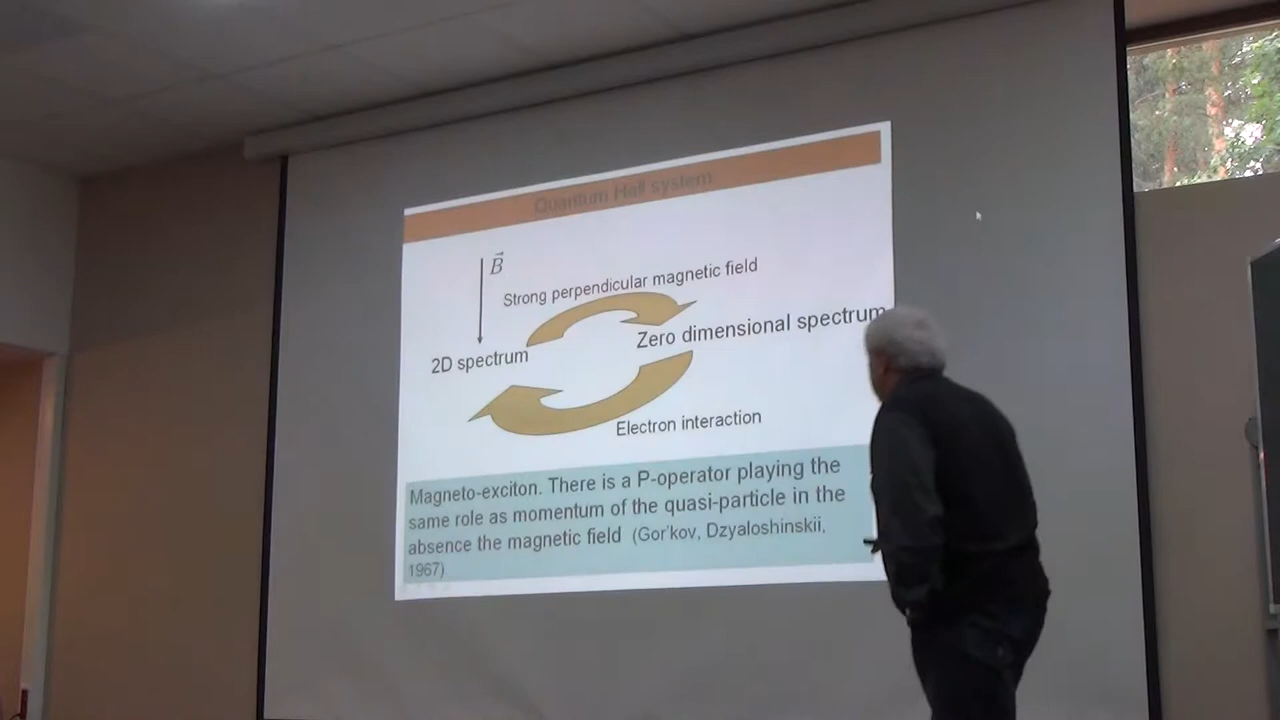 Quantum Hall system
B
Strong perpendicular magnetic field
Zero dimensional spectrum
2D spectrum
Electron interaction
Magneto-exciton. There is a P-operator playing the
same role as momentum of the quasi-particle in the
absence the magnetic field (Gor'kov, Dzyaloshinskii,
1967)